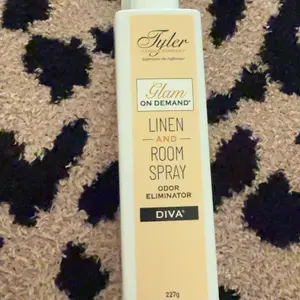 Tyler
Glam
ON DEMAND®
LINEN
AND
ROOM
SPRAY
ODOR
ELIMINATOR
DIVA®
227g